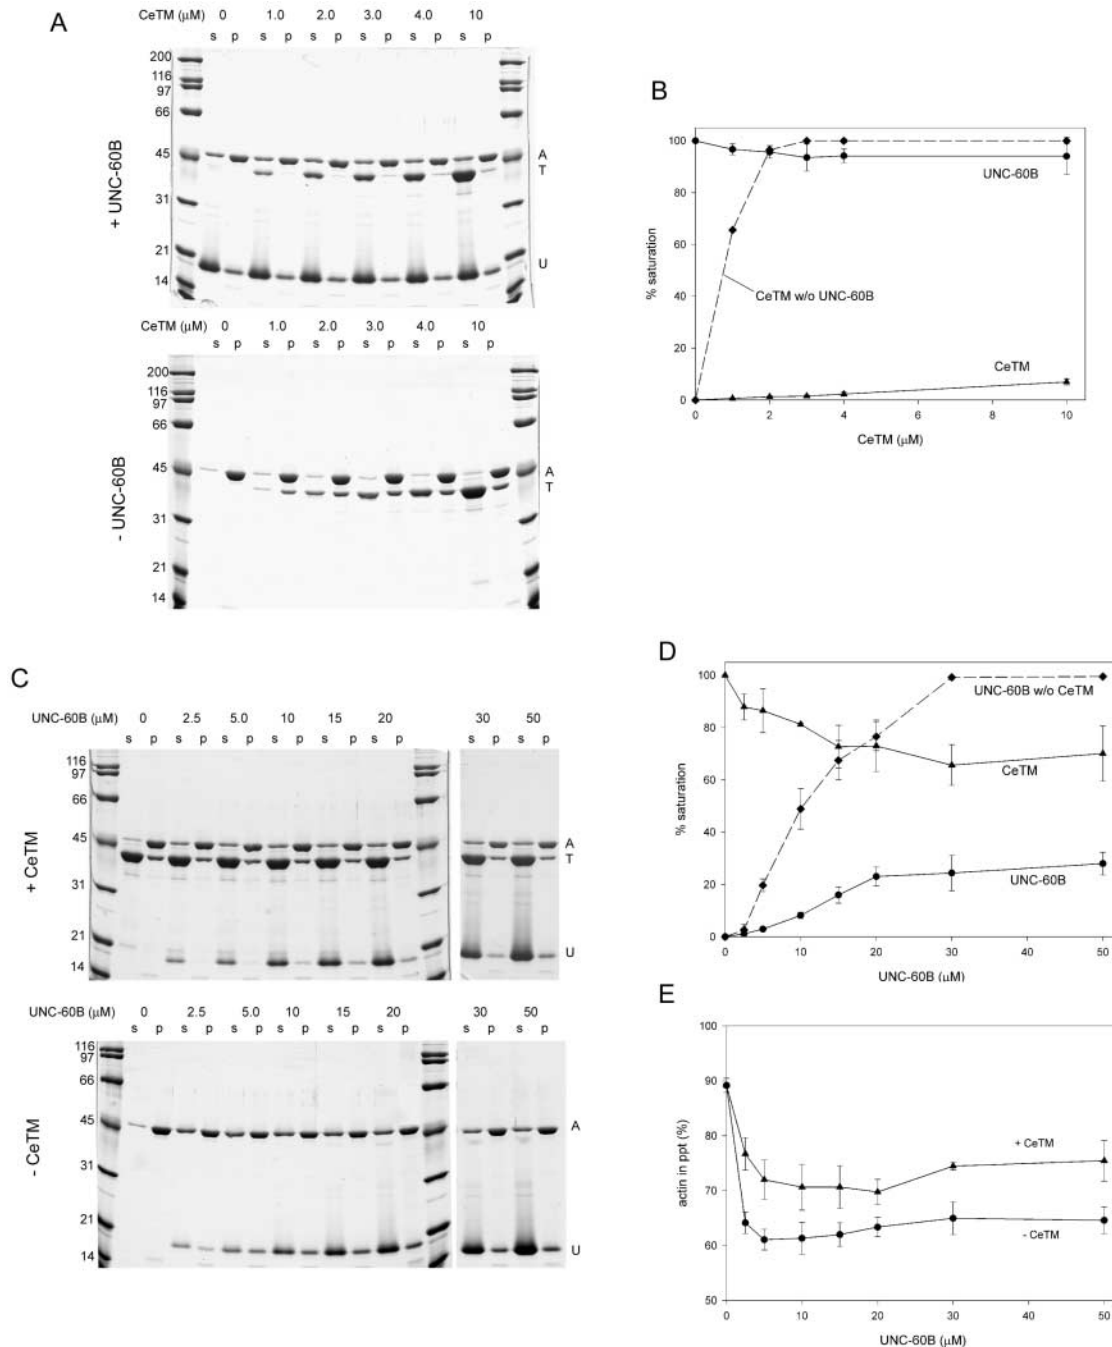 A
CeTM (μM) 0 1.0 2.0 3.0 4.0 10
s p s p s p s p s p s p
200
116
97
66
45
31
21
14
A
T
U
+ UNC-60B
CeTM (μM) 0 1.0 2.0 3.0 4.0 10
s p s p s p s p s p s p
200
116
97
66
45
31
21
14
A
T
- UNC-60B
B
100
80
60
40
20
0
% saturation
UNC-60B
CeTM w/o UNC-60B
CeTM
0 2 4 6 8 10
CeTM (μM)
C
UNC-60B (μM) 0 2.5 5.0 10 15 20 30 50
s p s p s p s p s p s p s p s p
116
97
66
45
31
21
14
A
T
U
+ CeTM
UNC-60B (μM) 0 2.5 5.0 10 15 20 30 50
s p s p s p s p s p s p s p s p
116
97
66
45
31
21
14
A
U
- CeTM
D
100
80
60
40
20
0
% saturation
UNC-60B w/o CeTM
CeTM
UNC-60B
0 10 20 30 40 50
UNC-60B (μM)
E
100
90
80
70
60
50
actin in ppt (%)
+ CeTM
- CeTM
0 10 20 30 40 50
UNC-60B (μM)